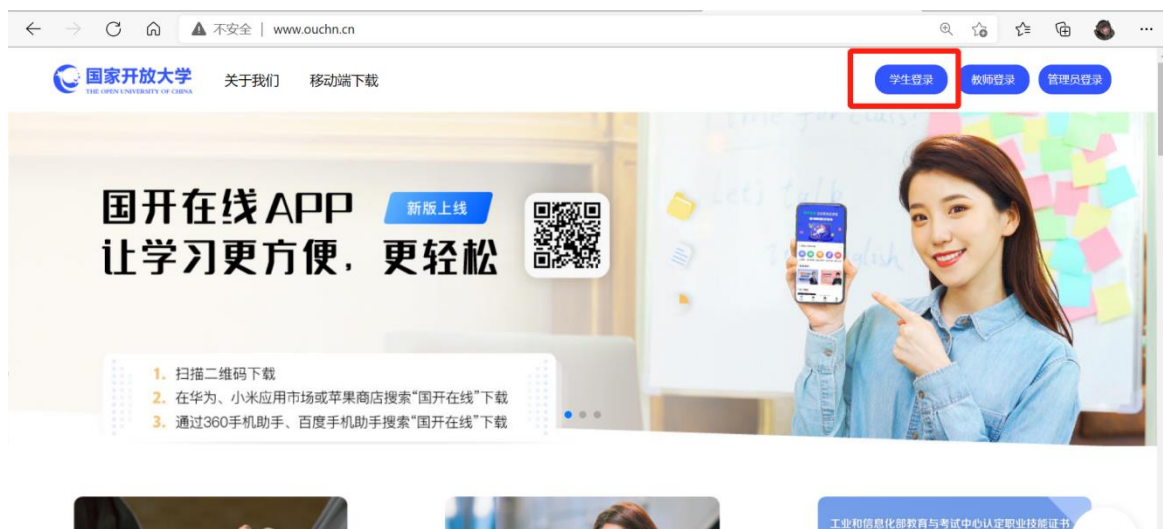 不安全 | www.ouchn.cn
国家开放大学
THE OPEN UNIVERSITY OF CHINA
关于我们 移动端下载
学生登录 教师登录 管理员登录
国开在线APP 新版上线
让学习更方便，更轻松
1. 扫描二维码下载
2. 在华为、小米应用市场或苹果商店搜索“国开在线”下载
3. 通过360手机助手、百度手机助手搜索“国开在线”下载
工业和信息化部教育与考试中心认定职业技能证书